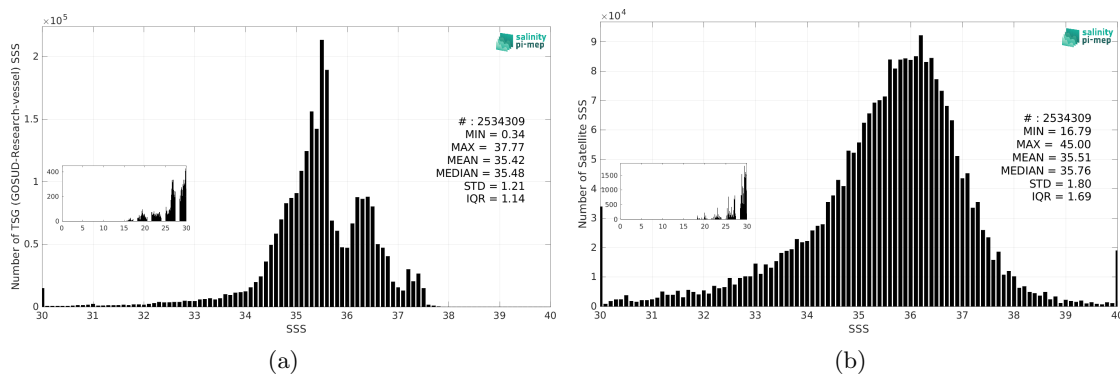 ×10⁵
salinity
pi-mep
# : 2534309
MIN = 0.34
MAX = 37.77
MEAN = 35.42
MEDIAN = 35.48
STD = 1.21
IQR = 1.14
Number of TSG (GOSUD-Research-vessel) SSS
2
1.5
1
0.5
0
400
200
0
0 5 10 15 20 25 30
30 31 32 33 34 35 36 37 38 39 40
SSS
(a)
×10⁴
salinity
pi-mep
# : 2534309
MIN = 16.79
MAX = 45.00
MEAN = 35.51
MEDIAN = 35.76
STD = 1.80
IQR = 1.69
Number of Satellite SSS
9
8
7
6
5
4
3
2
1
0
1500
1000
500
0
0 5 10 15 20 25 30
30 31 32 33 34 35 36 37 38 39 40
SSS
(b)